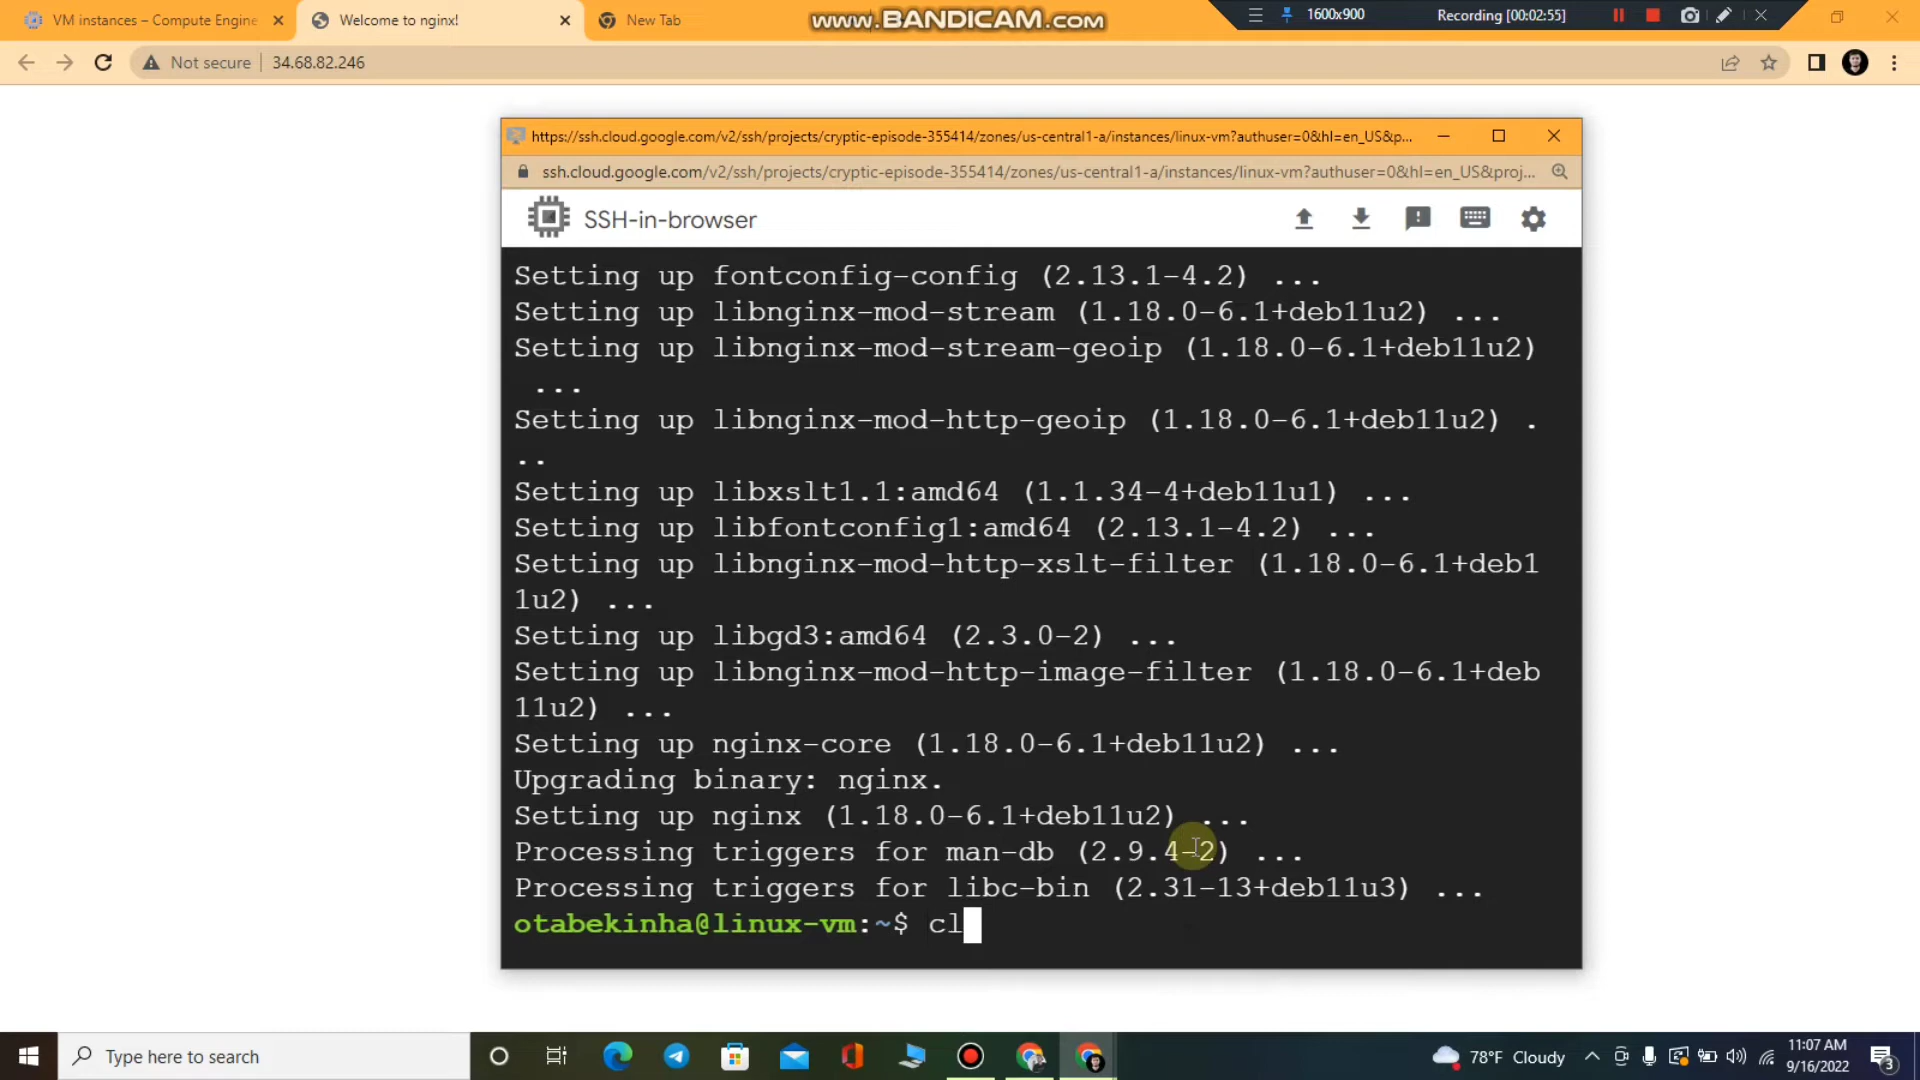 VM instances – Compute Engine
Welcome to nginx!
New Tab
www.BANDICAM.com
1600x900
Recording [00:02:55]
Not secure
34.68.82.246
https://ssh.cloud.google.com/v2/ssh/projects/cryptic-episode-355414/zones/us-central1-a/instances/linux-vm?authuser=0&hl=en_US&p...
ssh.cloud.google.com/v2/ssh/projects/cryptic-episode-355414/zones/us-central1-a/instances/linux-vm?authuser=0&hl=en_US&proj...
SSH-in-browser
Setting up fontconfig-config (2.13.1-4.2) ...
Setting up libnginx-mod-stream (1.18.0-6.1+deb11u2) ...
Setting up libnginx-mod-stream-geoip (1.18.0-6.1+deb11u2)
...
Setting up libnginx-mod-http-geoip (1.18.0-6.1+deb11u2) .
..
Setting up libxslt1.1:amd64 (1.1.34-4+deb11u1) ...
Setting up libfontconfig1:amd64 (2.13.1-4.2) ...
Setting up libnginx-mod-http-xslt-filter (1.18.0-6.1+deb1
1u2) ...
Setting up libgd3:amd64 (2.3.0-2) ...
Setting up libnginx-mod-http-image-filter (1.18.0-6.1+deb
11u2) ...
Setting up nginx-core (1.18.0-6.1+deb11u2) ...
Upgrading binary: nginx.
Setting up nginx (1.18.0-6.1+deb11u2) ...
Processing triggers for man-db (2.9.4-2) ...
Processing triggers for libc-bin (2.31-13+deb11u3) ...
otabekinha@linux-vm:~$ cl
Type here to search
78°F Cloudy
11:07 AM
9/16/2022
3